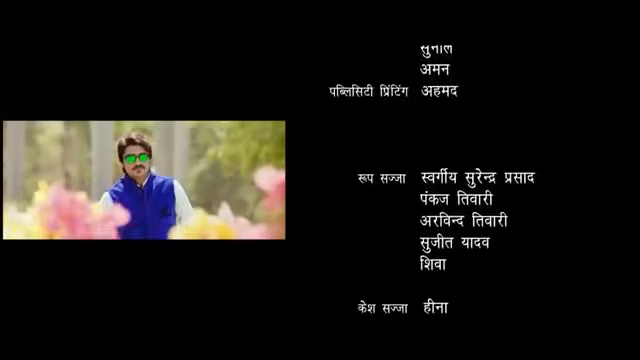 सुनील
अमन
पब्लिसिटी प्रिंटिंग अहमद
रूप सज्जा स्वर्गीय सुरेन्द्र प्रसाद
पंकज तिवारी
अरविन्द तिवारी
सुजीत यादव
शिवा
केश सज्जा हीना